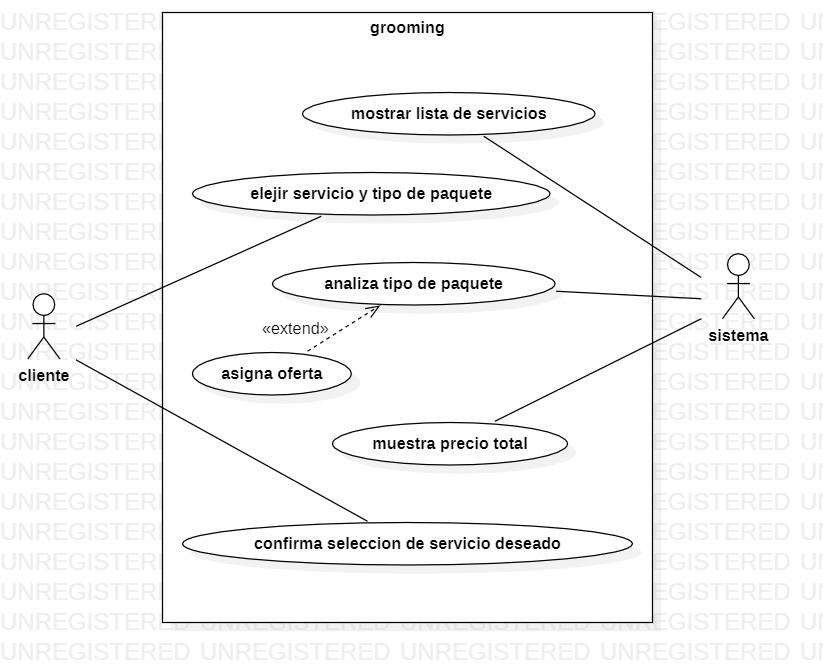 grooming
mostrar lista de servicios
elejir servicio y tipo de paquete
analiza tipo de paquete
«extend»
asigna oferta
muestra precio total
confirma seleccion de servicio deseado
cliente
sistema
UNREGISTERED UNREGISTERED UNREGISTERED UNREGISTERED UN